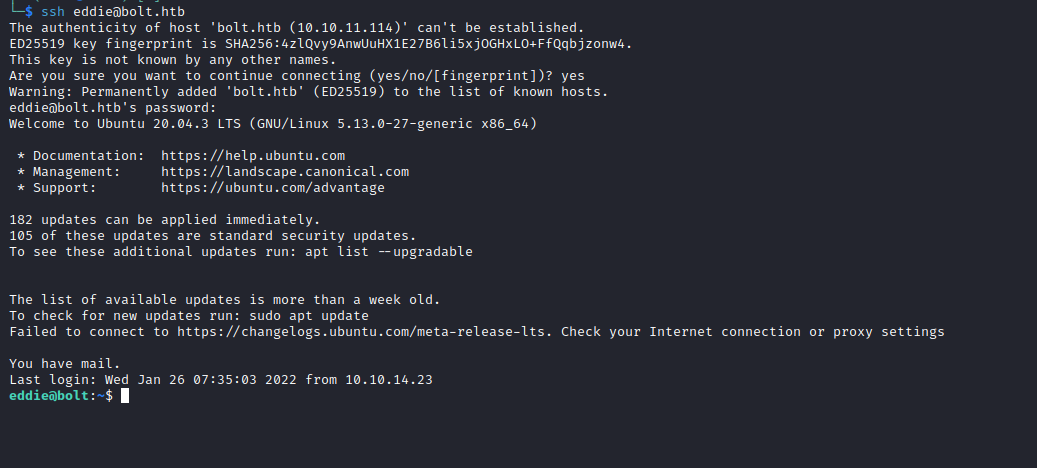 └─$ ssh eddie@bolt.htb
The authenticity of host 'bolt.htb (10.10.11.114)' can't be established.
ED25519 key fingerprint is SHA256:4zlQvy9AnwUuHX1E27B6li5xjOGHxLO+FfQqbjzonw4.
This key is not known by any other names.
Are you sure you want to continue connecting (yes/no/[fingerprint])? yes
Warning: Permanently added 'bolt.htb' (ED25519) to the list of known hosts.
eddie@bolt.htb's password:
Welcome to Ubuntu 20.04.3 LTS (GNU/Linux 5.13.0-27-generic x86_64)
* Documentation: https://help.ubuntu.com
* Management: https://landscape.canonical.com
* Support: https://ubuntu.com/advantage
182 updates can be applied immediately.
105 of these updates are standard security updates.
To see these additional updates run: apt list --upgradable
The list of available updates is more than a week old.
To check for new updates run: sudo apt update
Failed to connect to https://changelogs.ubuntu.com/meta-release-lts. Check your Internet connection or proxy settings
You have mail.
Last login: Wed Jan 26 07:35:03 2022 from 10.10.14.23
eddie@bolt:~$